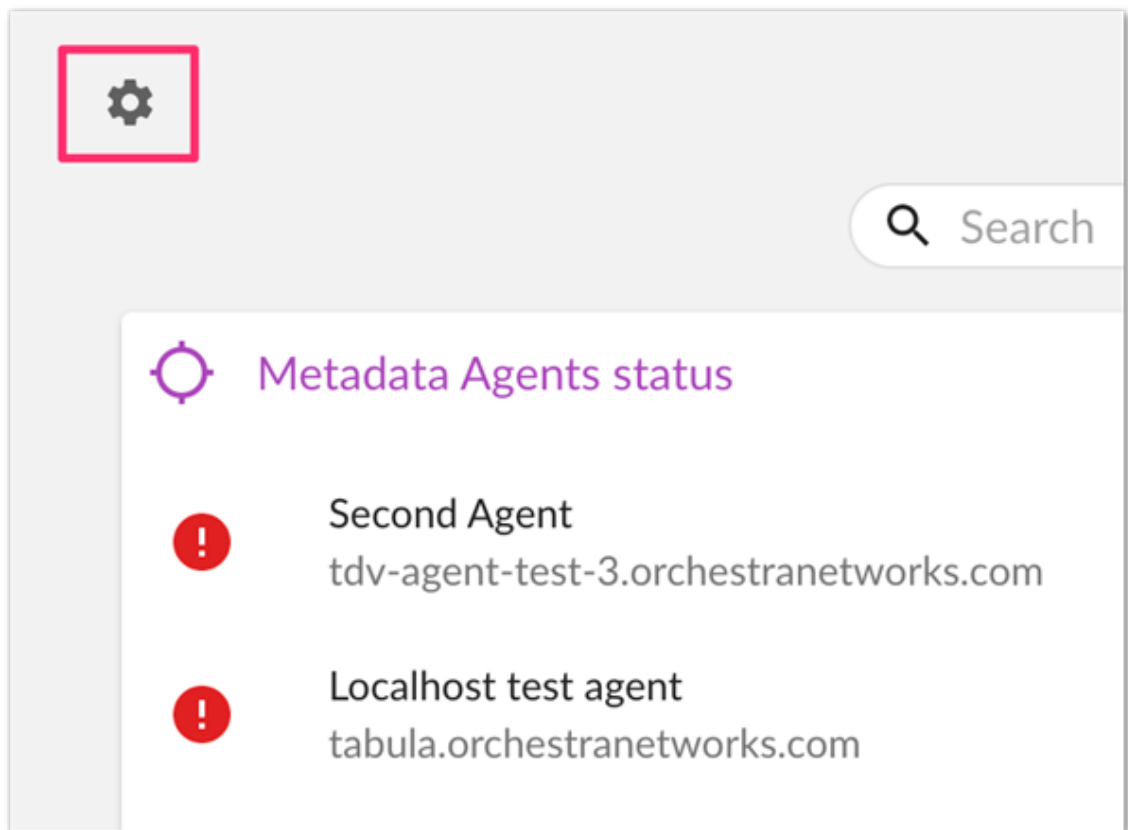 Search
Metadata Agents status
Second Agent
tdv-agent-test-3.orchestranetworks.com
Localhost test agent
tabula.orchestranetworks.com